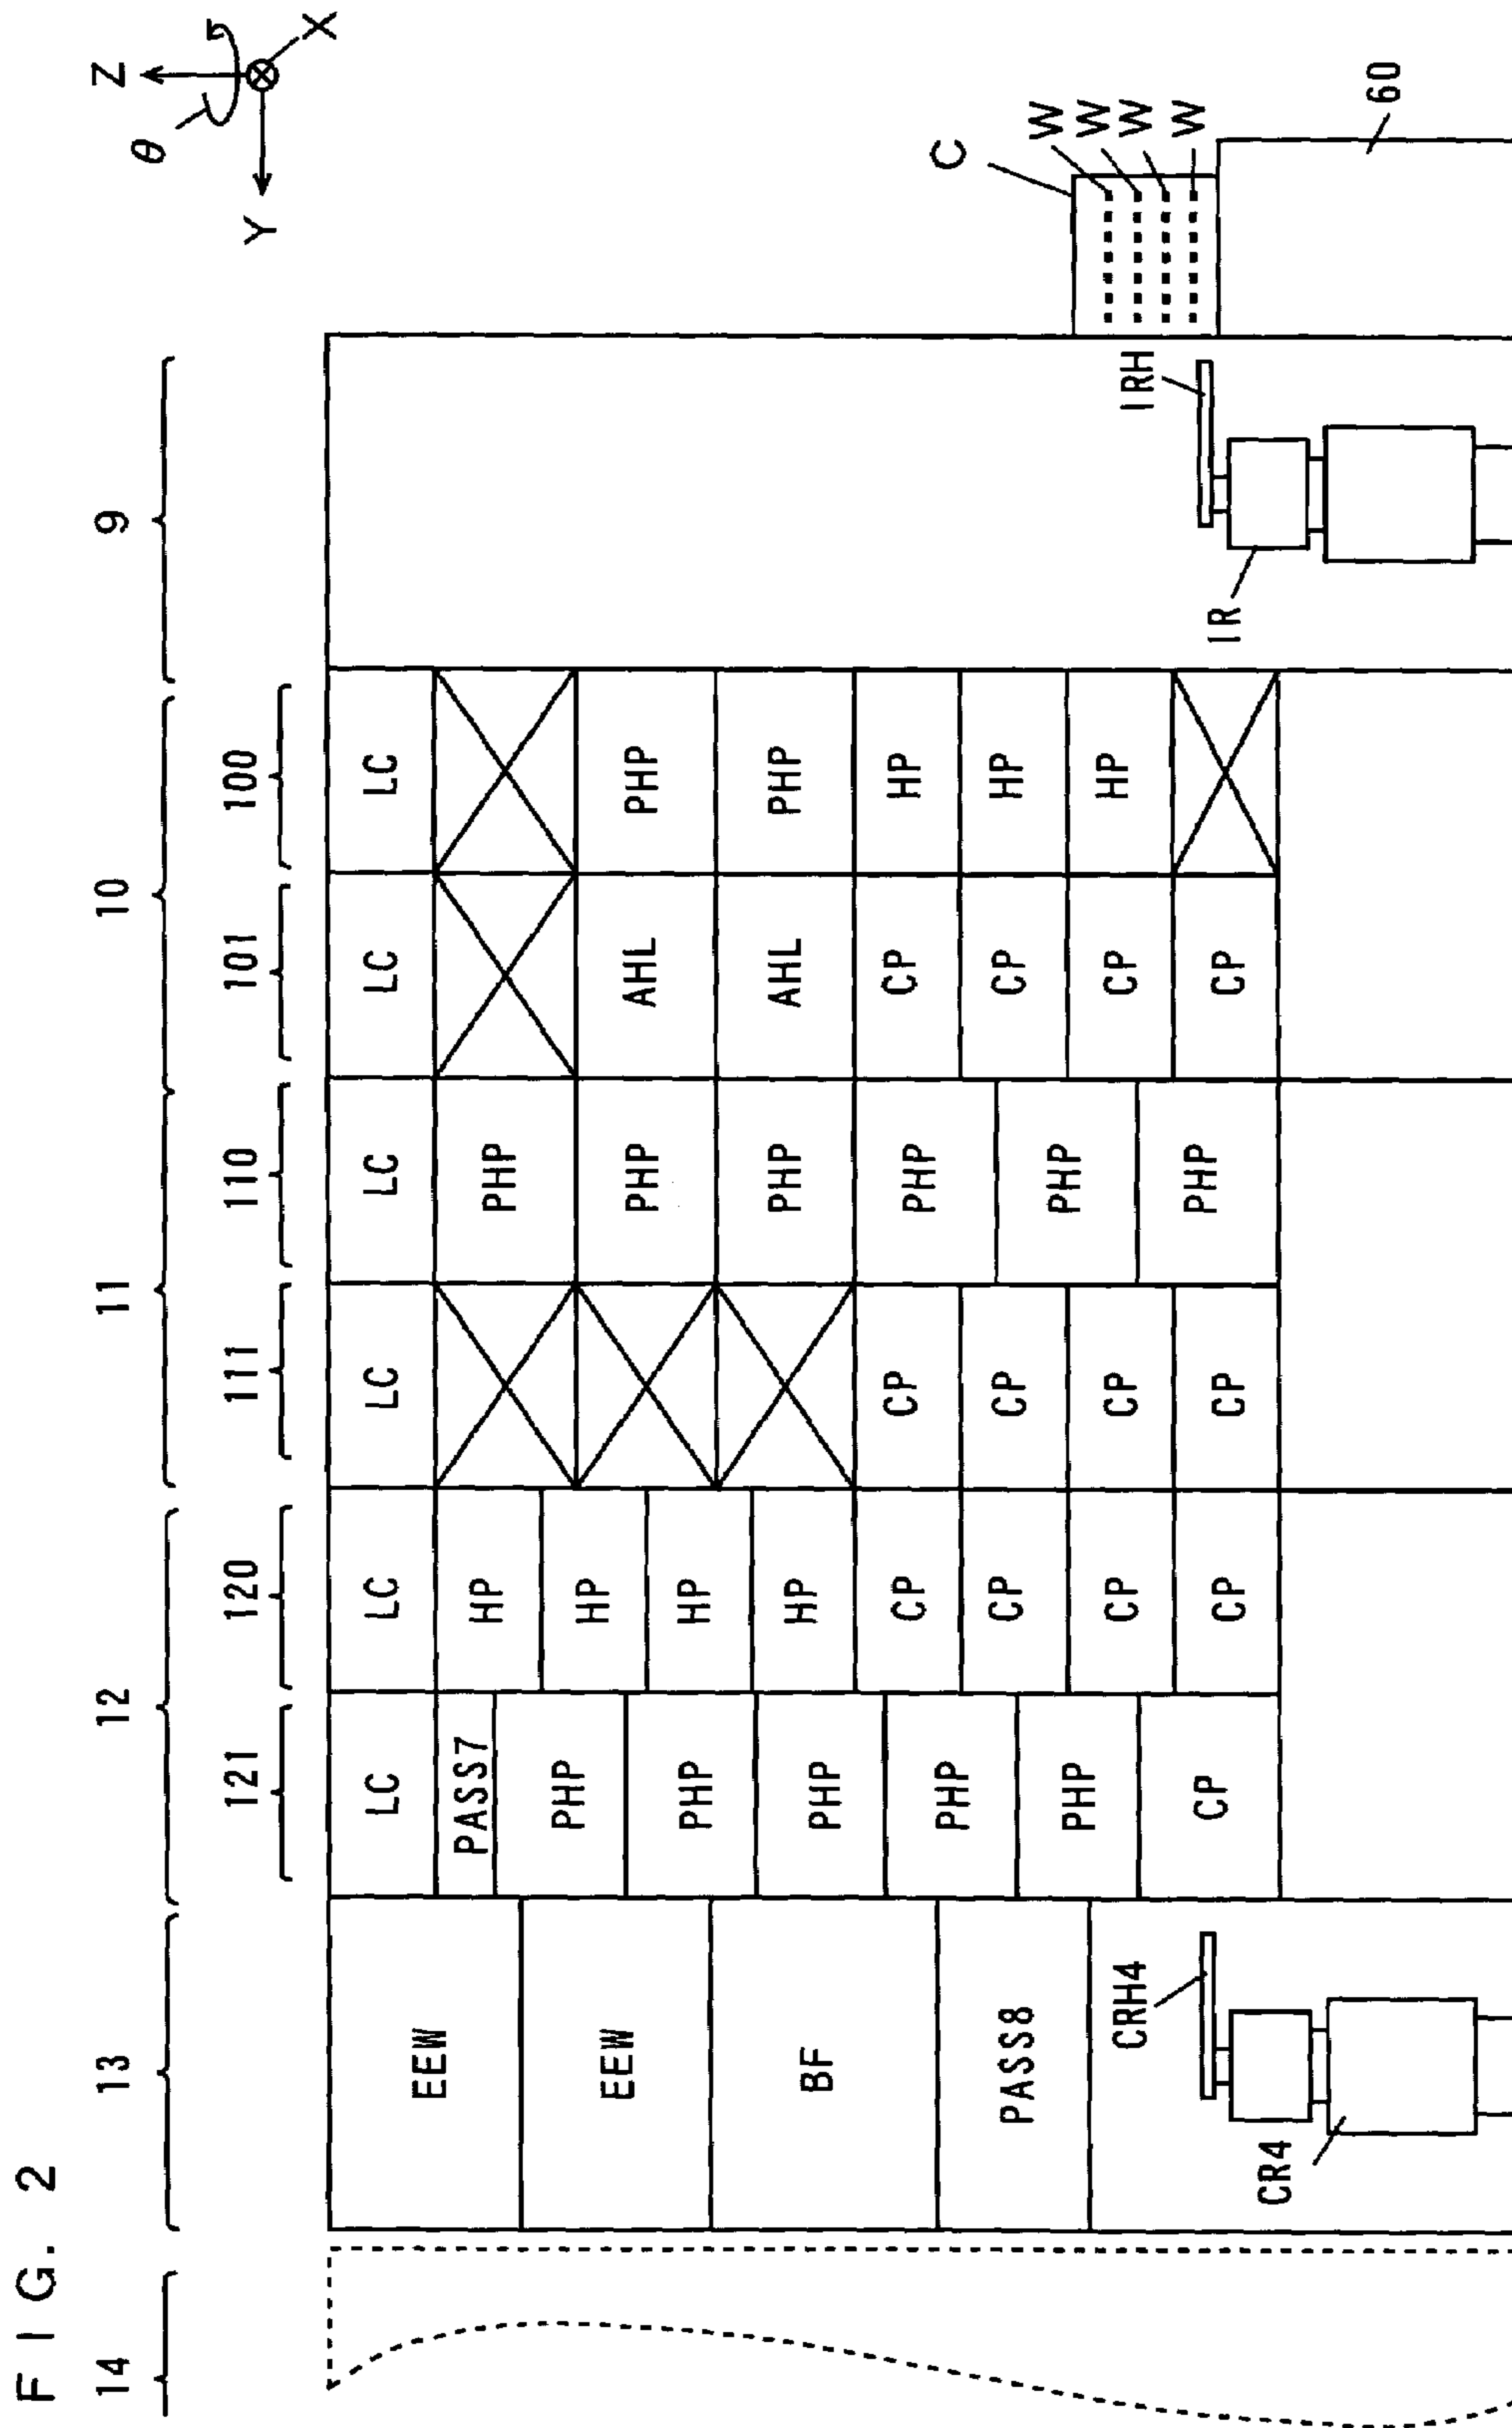 FIG. 2
14
13
12
11
10
9
Z
θ
X
Y
121
120
111
110
101
100
EEW
EEW
BF
PASS8
CRH4
CR4
LC
PASS7
PHP
PHP
PHP
PHP
PHP
CP
LC
HP
HP
HP
HP
CP
CP
CP
CP
LC
CP
CP
CP
CP
LC
PHP
PHP
PHP
PHP
PHP
PHP
LC
AHL
AHL
CP
CP
CP
CP
LC
PHP
PHP
HP
HP
HP
IRH
IR
C
W
W
W
W
60